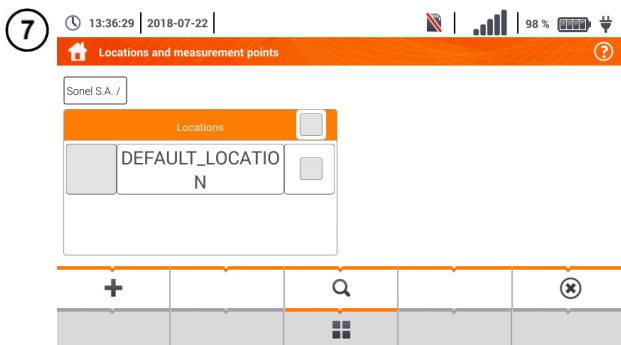 7
13:36:29 2018-07-22 98 %
Locations and measurement points ?
Sonel S.A. /
Locations
DEFAULT_LOCATIO
N